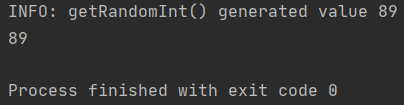 INFO: getRandomInt() generated value 89
89
Process finished with exit code 0